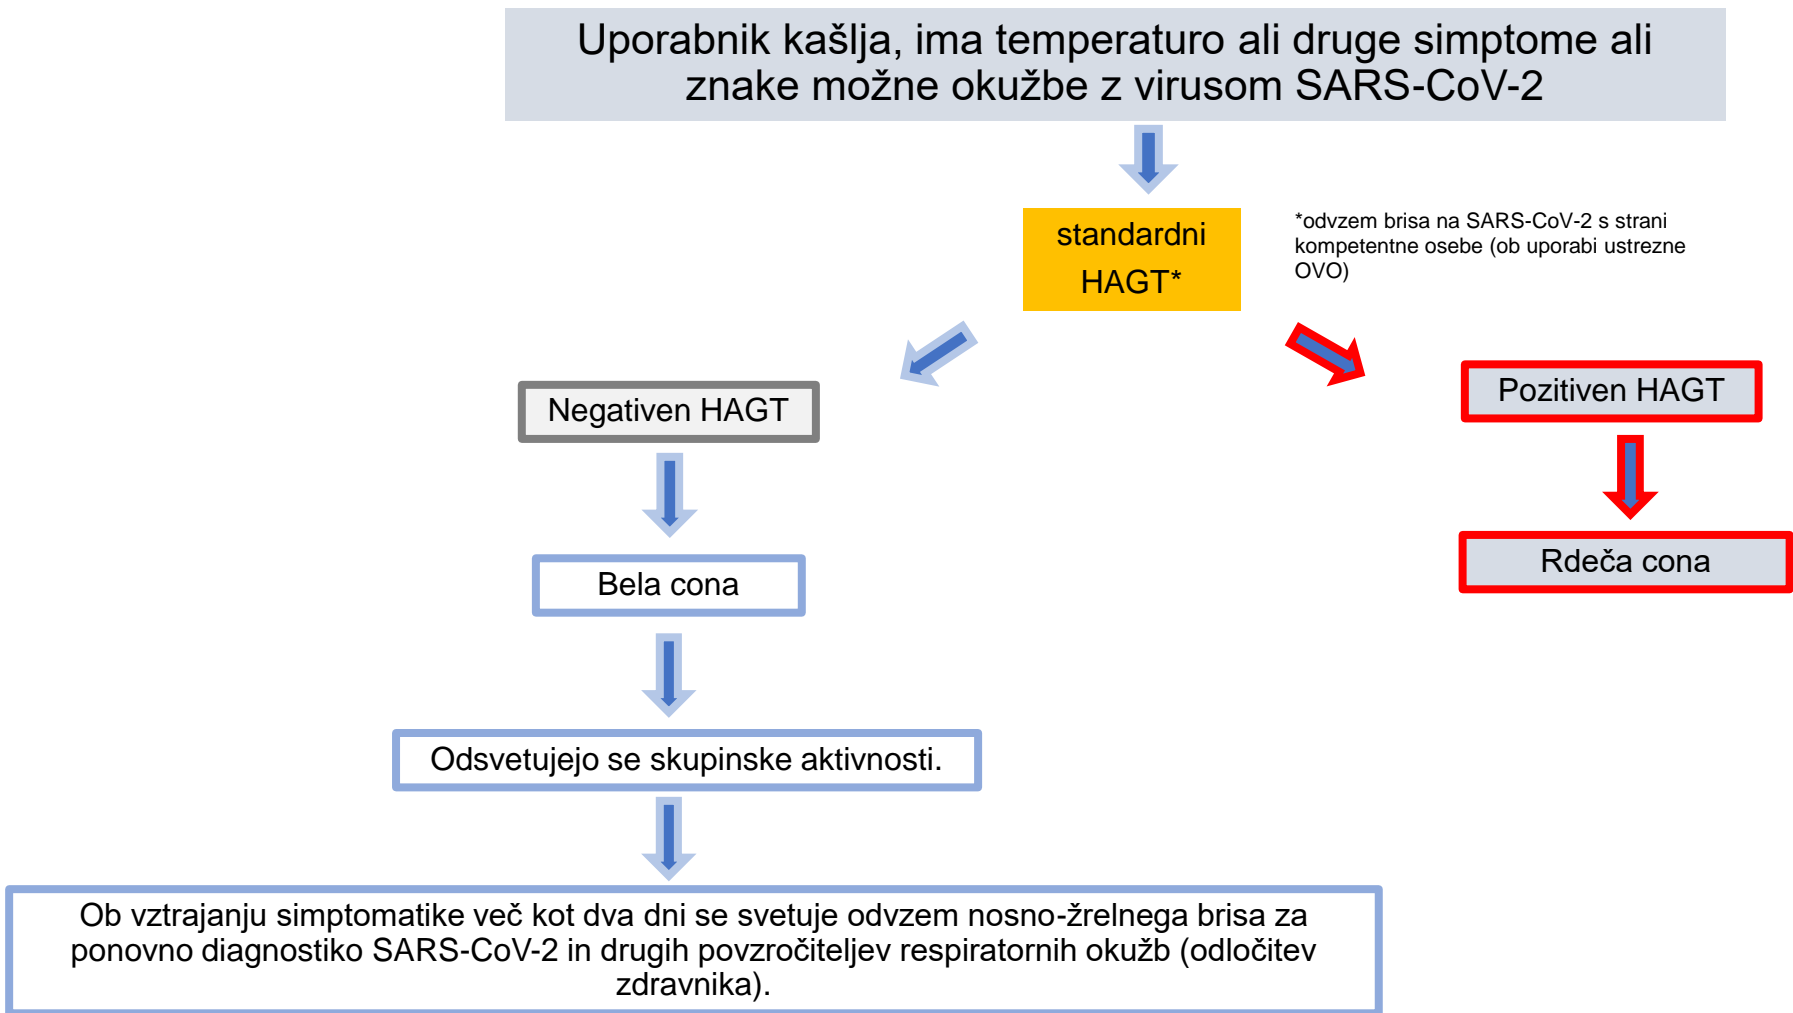 Uporabnik kašlja, ima temperaturo ali druge simptome ali
znake možne okužbe z virusom SARS-CoV-2
standardni
HAGT*
*odvzem brisa na SARS-CoV-2 s strani
kompetentne osebe (ob uporabi ustrezne
OVO)
Negativen HAGT
Pozitiven HAGT
Bela cona
Rdeča cona
Odsvetujejo se skupinske aktivnosti.
Ob vztrajanju simptomatike več kot dva dni se svetuje odvzem nosno-žrelnega brisa za
ponovno diagnostiko SARS-CoV-2 in drugih povzročiteljev respiratornih okužb (odločitev
zdravnika).